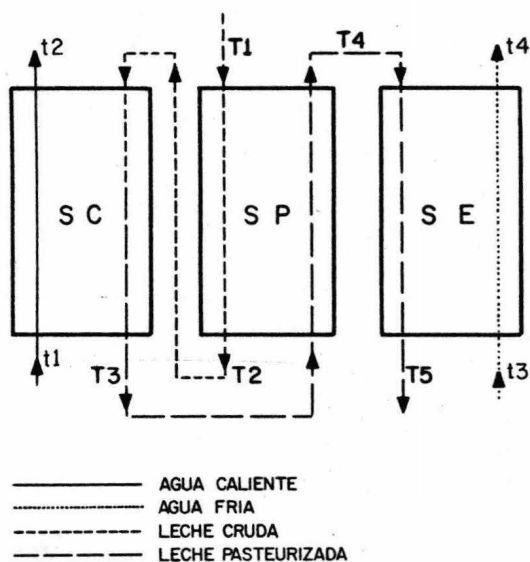 t2
T1
T4
t4
S C
S P
S E
t1
T3
T2
T5
t3
AGUA CALIENTE
AGUA FRIA
LECHE CRUDA
LECHE PASTEURIZADA